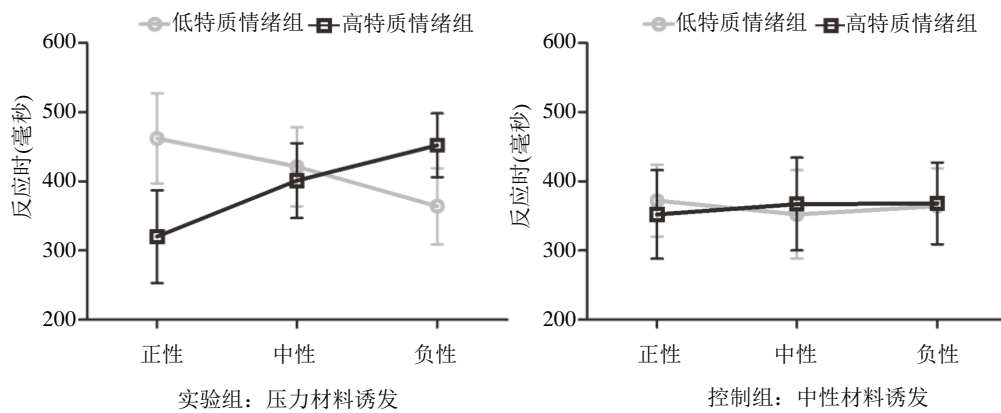 低特质情绪组 高特质情绪组
600
500
400
300
200
反应时(毫秒)
正性 中性 负性
实验组：压力材料诱发
低特质情绪组 高特质情绪组
600
500
400
300
200
反应时(毫秒)
正性 中性 负性
控制组：中性材料诱发